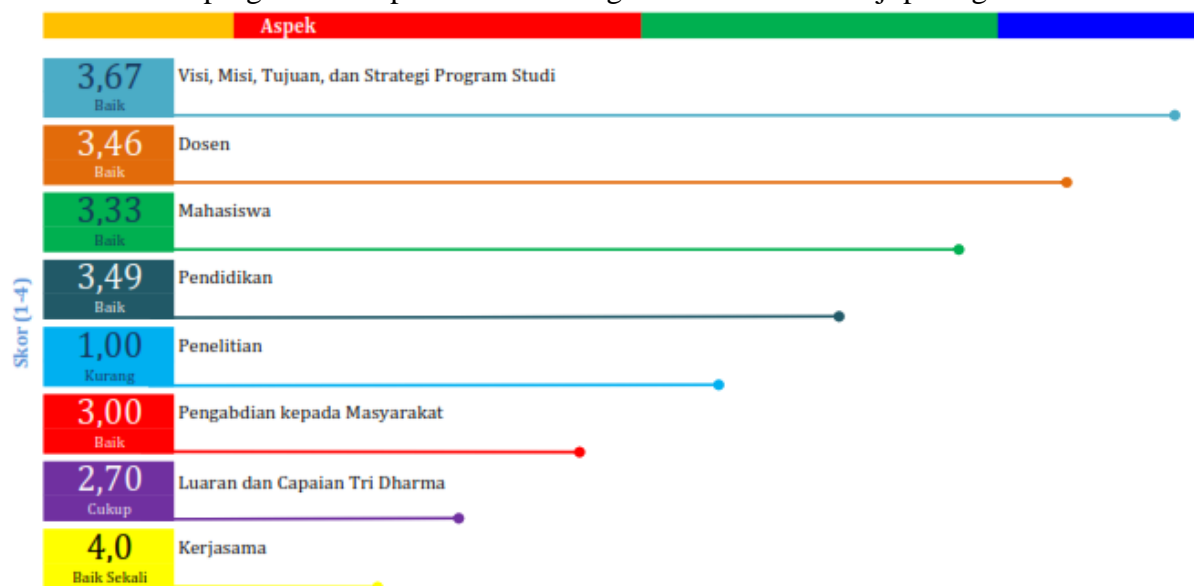 Aspek
3,67
Baik
Visi, Misi, Tujuan, dan Strategi Program Studi
3,46
Baik
Dosen
3,33
Baik
Mahasiswa
3,49
Baik
Pendidikan
Skor (1-4)
1,00
Kurang
Penelitian
3,00
Baik
Pengabdian kepada Masyarakat
2,70
Cukup
Luaran dan Capaian Tri Dharma
4,0
Baik Sekali
Kerjasama